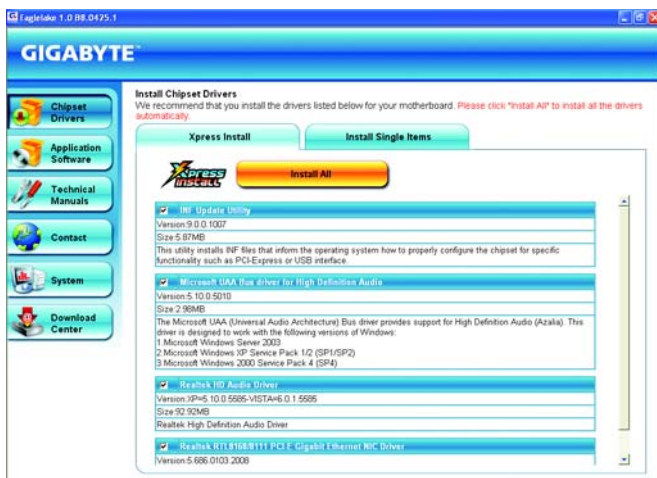 Eaglelake 1.0 B8.0425.1
GIGABYTE™
Install Chipset Drivers
We recommend that you install the drivers listed below for your motherboard. Please click "Install All" to install all the drivers
automatically.
Chipset
Drivers
Application
Software
Technical
Manuals
Contact
System
Download
Center
Xpress Install
Install Single Items
Xpress
Install
Install All
INF Update Utility
Version:9.0.0.1007
Size:5.87MB
This utility installs INF files that inform the operating system how to properly configure the chipset for specific
functionality such as PCI-Express or USB interface.
Microsoft UAA Bus driver for High Definition Audio
Version:5.10.0.5010
Size:2.98MB
The Microsoft UAA (Universal Audio Architecture) Bus driver provides support for High Definition Audio (Azalia). This
driver is designed to work with the following versions of Windows:
1.Microsoft Windows Server 2003
2.Microsoft Windows XP Service Pack 1/2 (SP1/SP2)
3.Microsoft Windows 2000 Service Pack 4 (SP4)
Realtek HD Audio Driver
Version:XP=5.10.0.5585-VISTA=6.0.1.5585
Size:92.92MB
Realtek High Definition Audio Driver
Realtek RTL8168/8111 PCI-E Gigabit Ethernet NIC Driver
Version:5.686.0103.2008